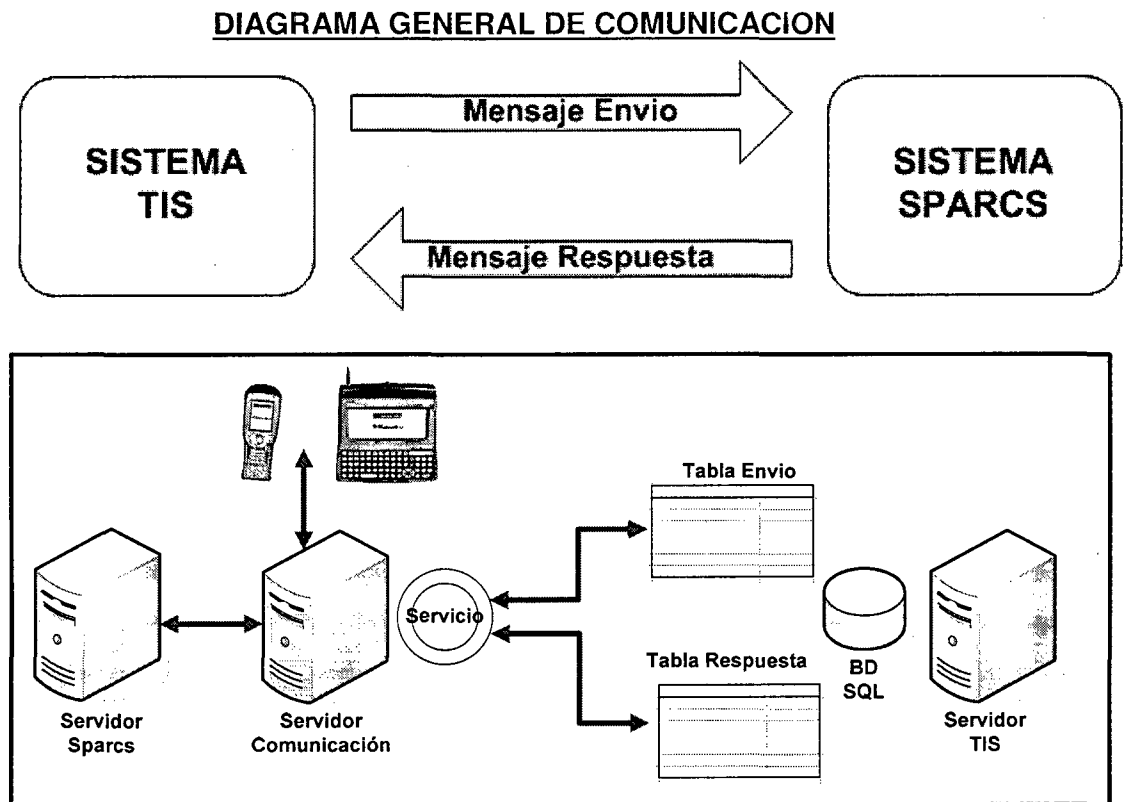 DIAGRAMA GENERAL DE COMUNICACION
SISTEMA
TIS
Mensaje Envio
Mensaje Respuesta
SISTEMA
SPARCS
Tabla Envio
Servicio
Tabla Respuesta
BD
SQL
Servidor
Sparcs
Servidor
Comunicación
Servidor
TIS